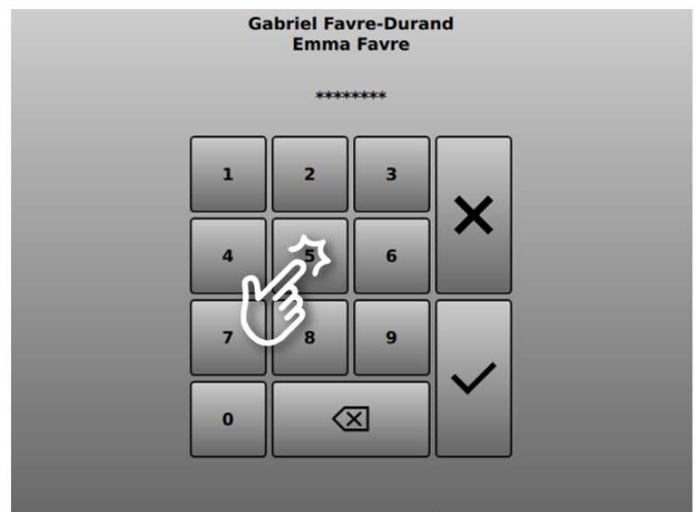 Gabriel Favre-Durand
Emma Favre
********
1 2 3
4 5 6
7 8 9
0